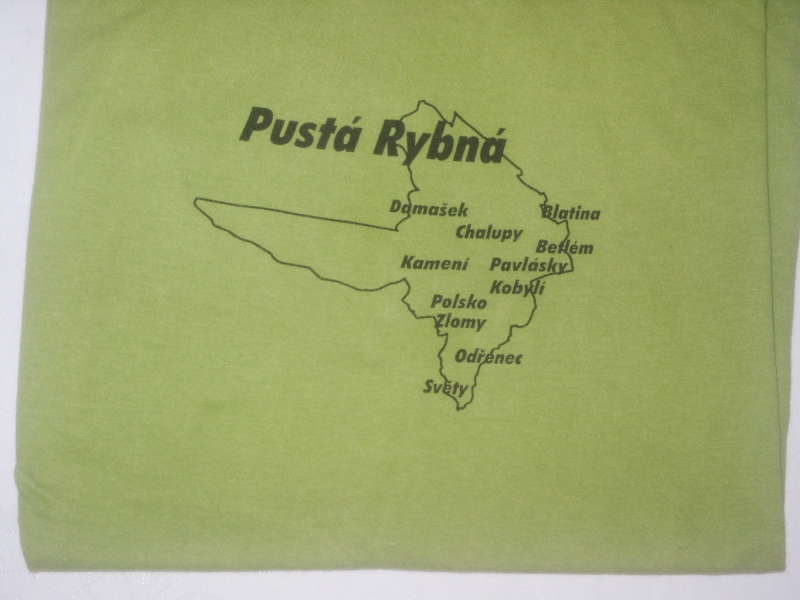 Pustá Rybná
Damašek
Blatina
Chalupy
Betlém
Kamení
Pavlásky
Kobylí
Polsko
Zlomy
Odřenec
Světy